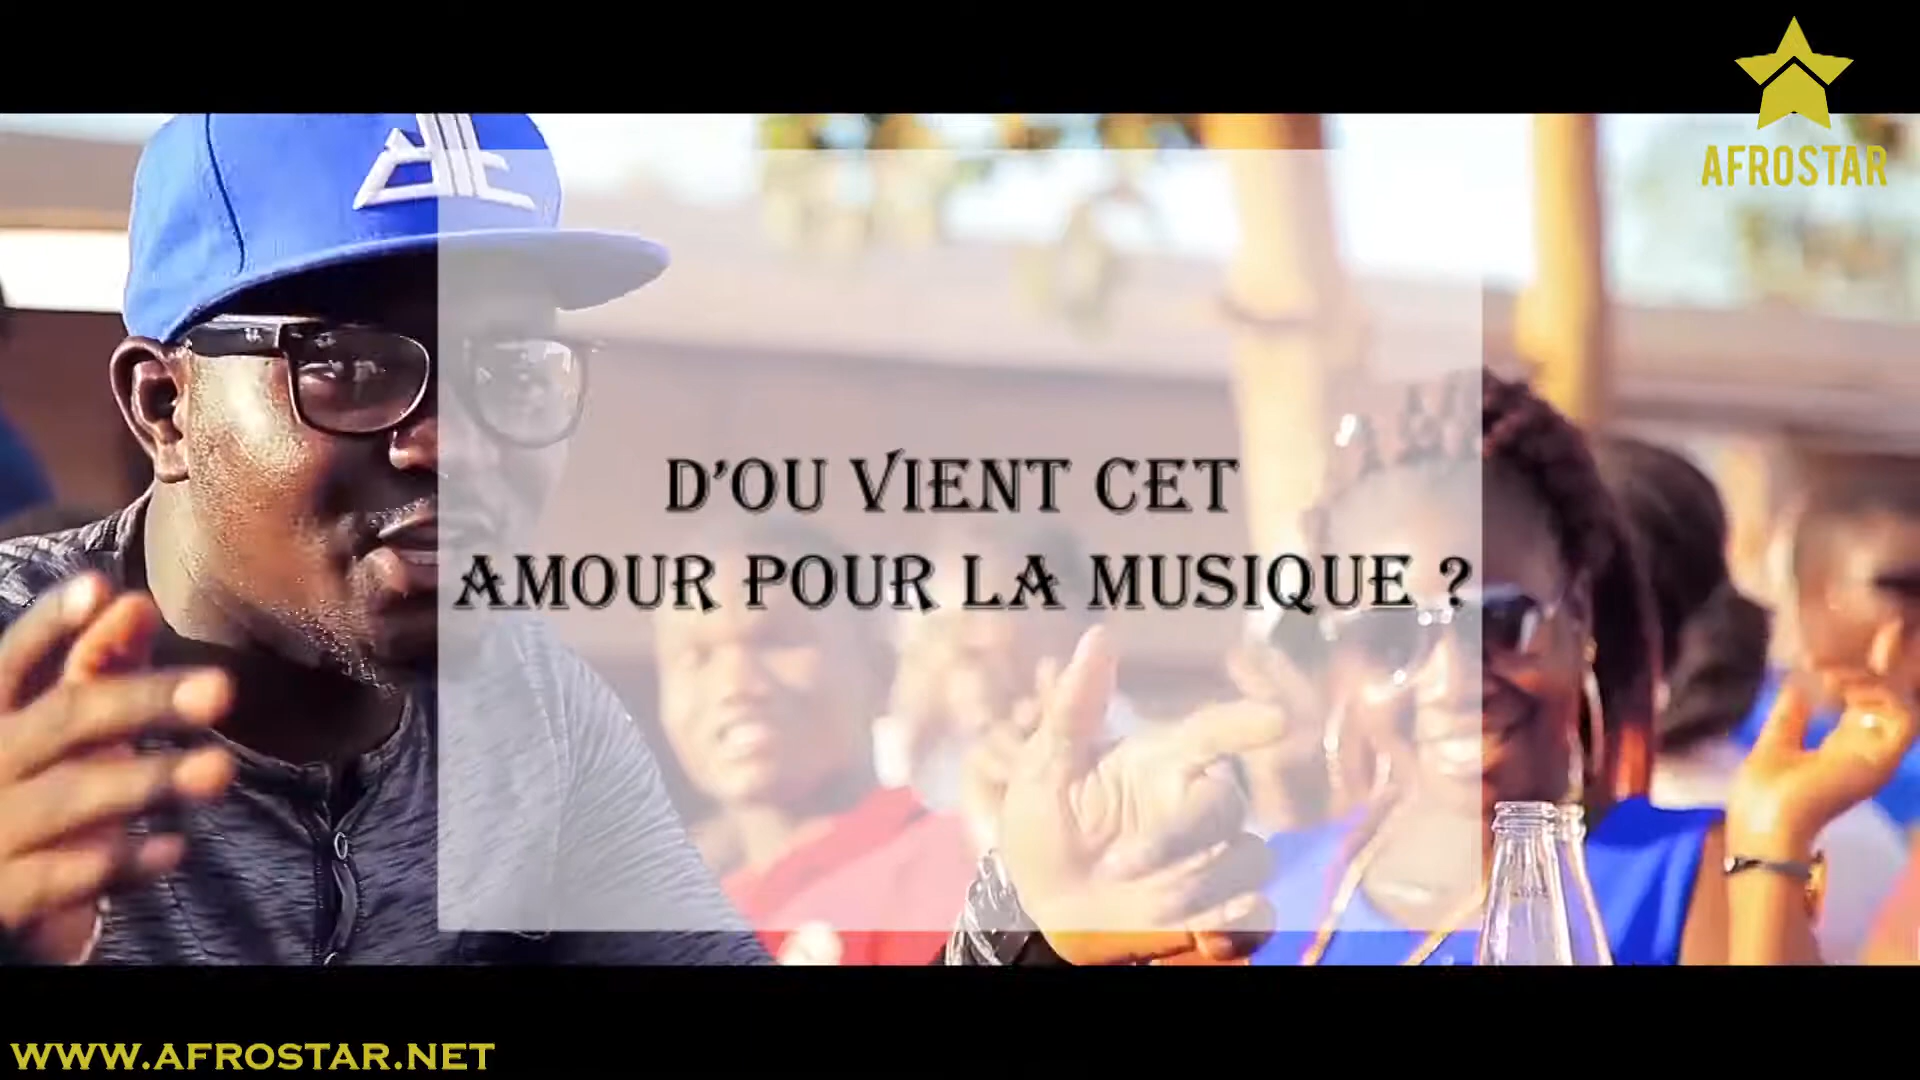 AFROSTAR
D'OU VIENT CET
AMOUR POUR LA MUSIQUE ?
WWW.AFROSTAR.NET